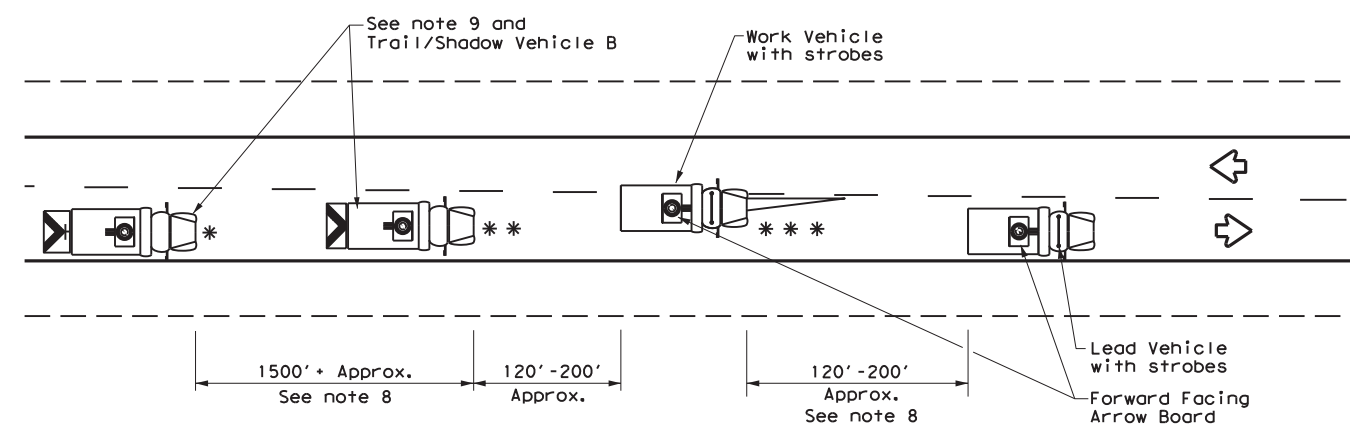 See note 9 and
Trail/Shadow Vehicle B
Work Vehicle
with strobes
*
* *
* * *
1500'+ Approx.
See note 8
120'-200'
Approx.
120'-200'
Approx.
See note 8
Lead Vehicle
with strobes
Forward Facing
Arrow Board